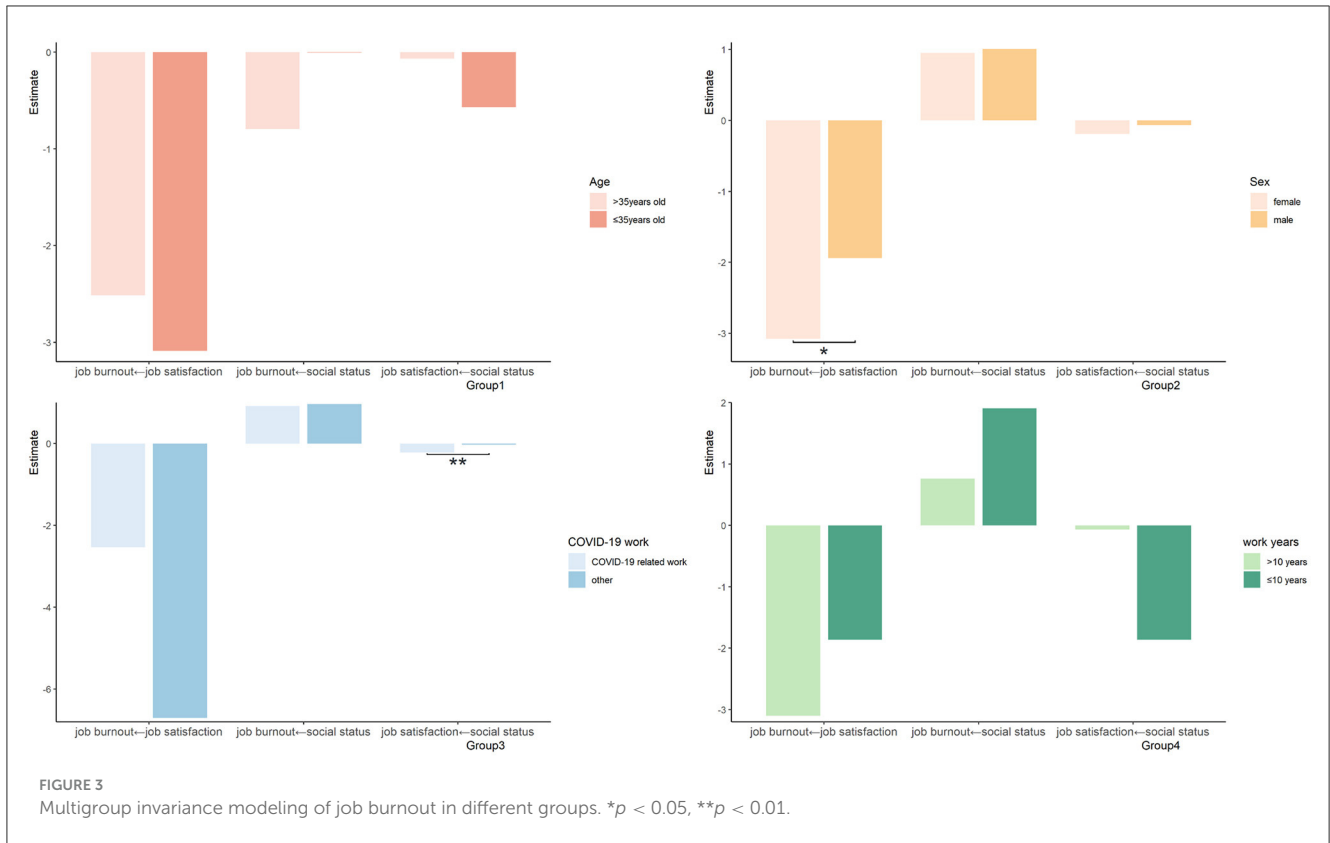 0
-1
-2
-3
Estimate
job burnout←job satisfaction job burnout←social status job satisfaction←social status
Group1
Age
>35years old
≤35years old
1
0
-1
-2
-3
Estimate
*
job burnout←job satisfaction job burnout←social status job satisfaction←social status
Group2
Sex
female
male
0
-2
-4
-6
Estimate
**
job burnout←job satisfaction job burnout←social status job satisfaction←social status
Group3
COVID-19 work
COVID-19 related work
other
2
1
0
-1
-2
-3
Estimate
job burnout←job satisfaction job burnout←social status job satisfaction←social status
Group4
work years
>10 years
≤10 years
FIGURE 3
Multigroup invariance modeling of job burnout in different groups. *p < 0.05, **p < 0.01.